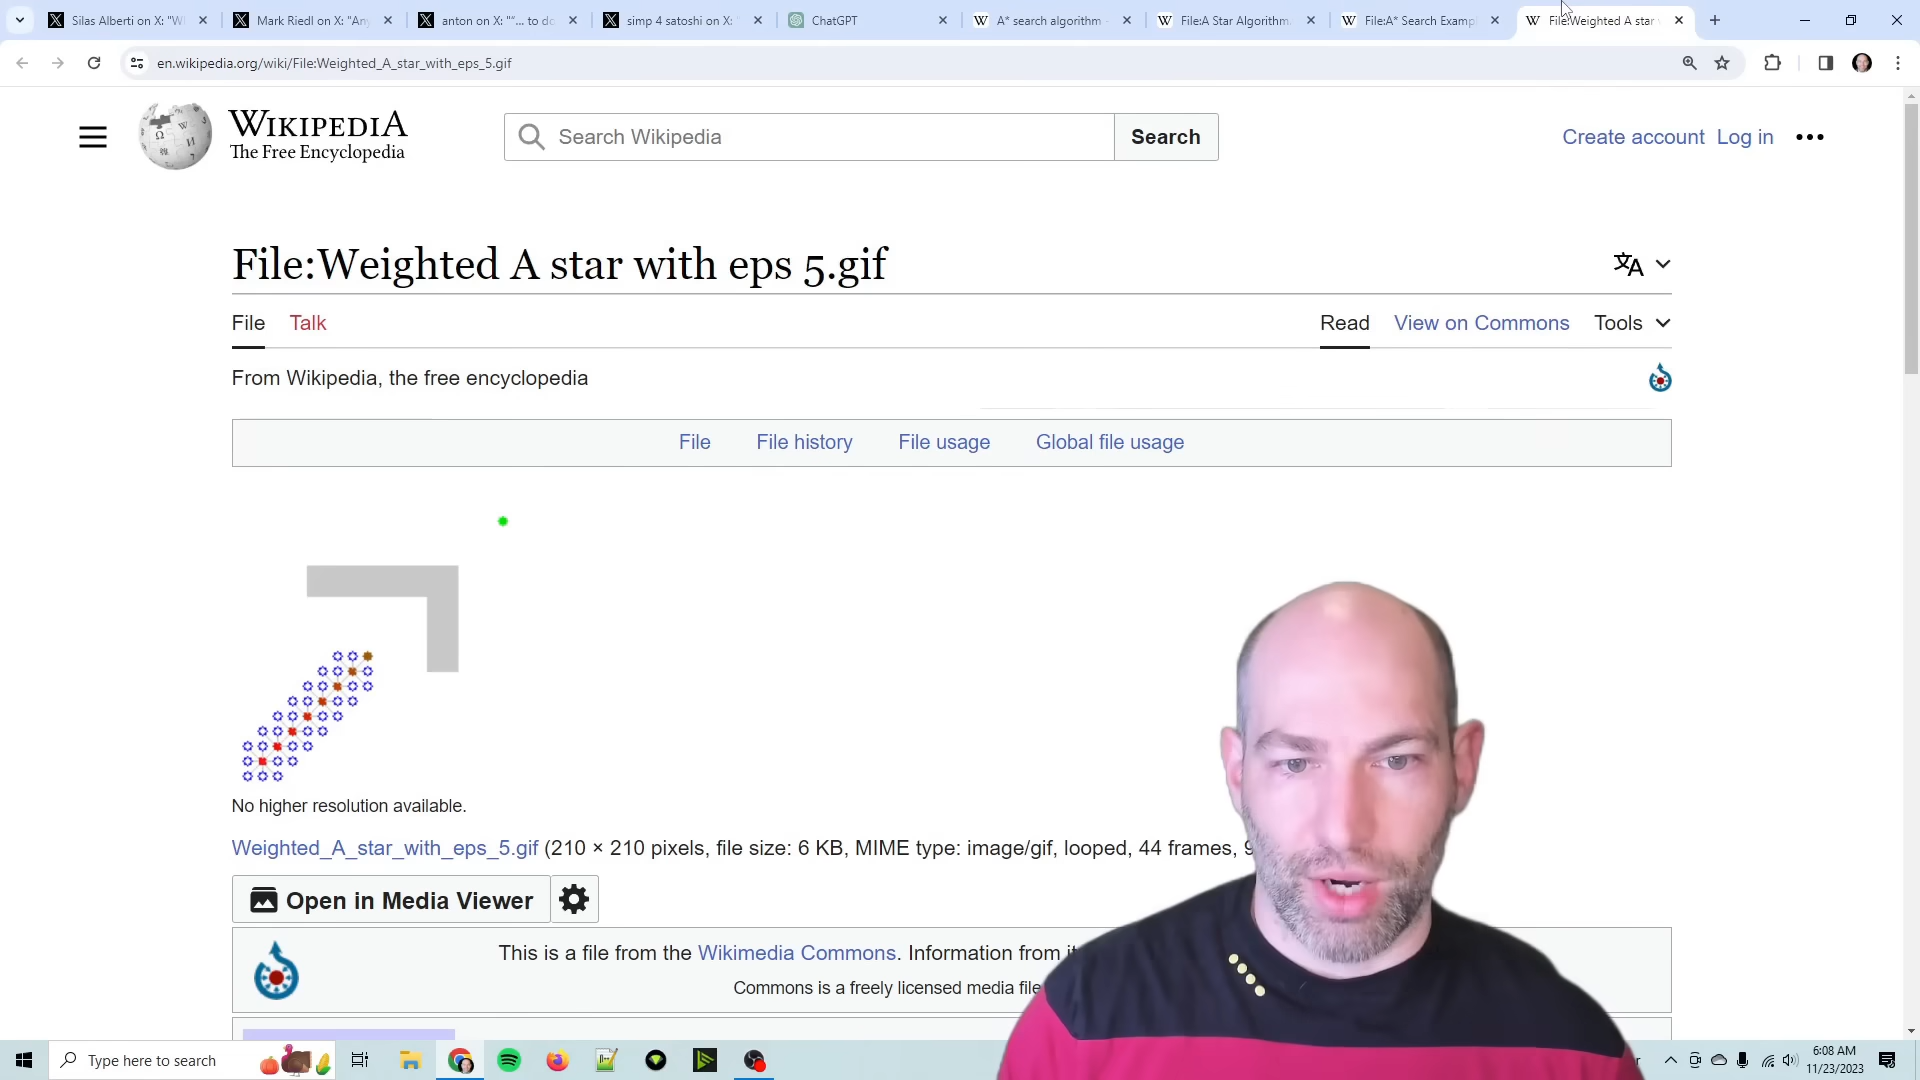 Silas Alberti on X: "W
Mark Riedl on X: "Any
anton on X: "“... to do
simp 4 satoshi on X:
ChatGPT
A* search algorithm -
File:A Star Algorithm
File:A* Search Examp
File:Weighted A star
en.wikipedia.org/wiki/File:Weighted_A_star_with_eps_5.gif
WIKIPEDIA
The Free Encyclopedia
Search Wikipedia
Search
Create account Log in
File:Weighted A star with eps 5.gif
File Talk
Read View on Commons Tools
From Wikipedia, the free encyclopedia
File File history File usage Global file usage
No higher resolution available.
Weighted_A_star_with_eps_5.gif (210 × 210 pixels, file size: 6 KB, MIME type: image/gif, looped, 44 frames, 9
Open in Media Viewer
This is a file from the Wikimedia Commons. Information from it
Commons is a freely licensed media file
Type here to search
6:08 AM
11/23/2023